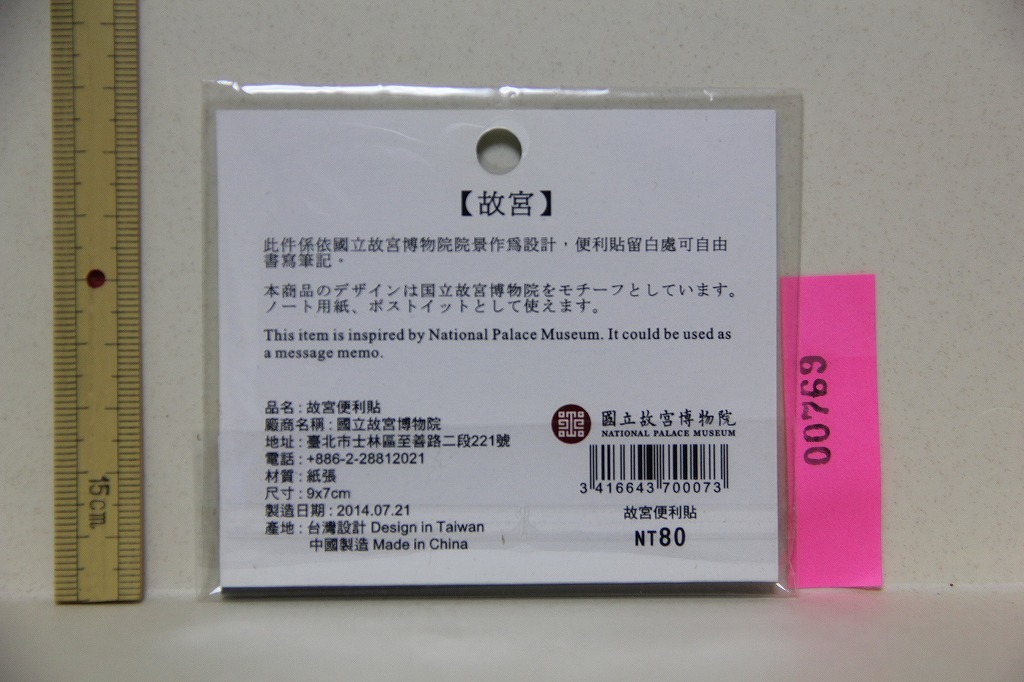 【故宮】
此件係依國立故宮博物院院景作為設計，便利貼留白處可自由
書寫筆記。
本商品のデザインは国立故宮博物院をモチーフとしています。
ノート用紙、ポストイットとして使えます。
This item is inspired by National Palace Museum. It could be used as
a message memo.
品名 : 故宮便利貼
廠商名稱 : 國立故宮博物院
地址 : 臺北市士林區至善路二段221號
電話 : +886-2-28812021
材質 : 紙張
尺寸 : 9x7cm
製造日期 : 2014.07.21
產地 : 台灣設計 Design in Taiwan
中國製造 Made in China
國立故宮博物院
NATIONAL PALACE MUSEUM
3 416643 700073
故宮便利貼
NT80
00769
15cm